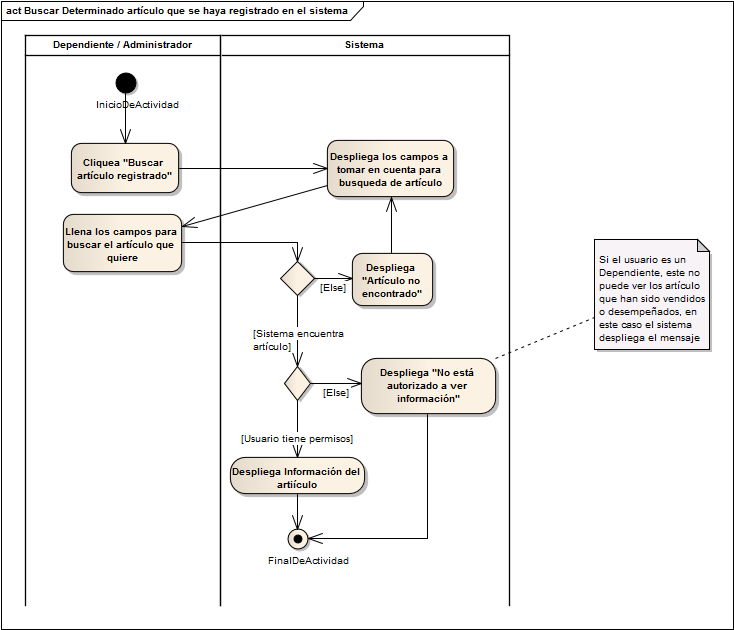 act Buscar Determinado artículo que se haya registrado en el sistema
Dependiente / Administrador
Sistema
InicioDeActividad
Cliquea "Buscar
artículo registrado"
Despliega los campos a
tomar en cuenta para
busqueda de artículo
Llena los campos para
buscar el artículo que
quiere
[Else]
Despliega
"Artículo no
encontrado"
Si el usuario es un
Dependiente, este no
puede ver los artículo
que han sido vendidos
o desempeñados, en
este caso el sistema
despliega el mensaje
[Sistema encuentra
artículo]
[Else]
Despliega "No está
autorizado a ver
información"
[Usuario tiene permisos]
Despliega Información del
artiículo
FinalDeActividad